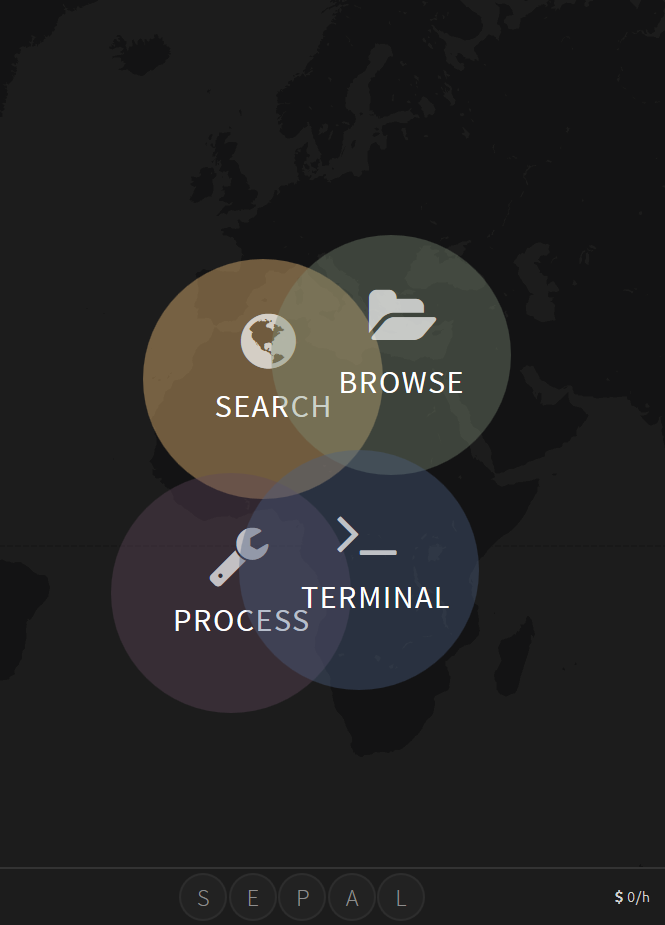 SEARCH
BROWSE
PROCESS
TERMINAL
S E P A L
$ 0/h